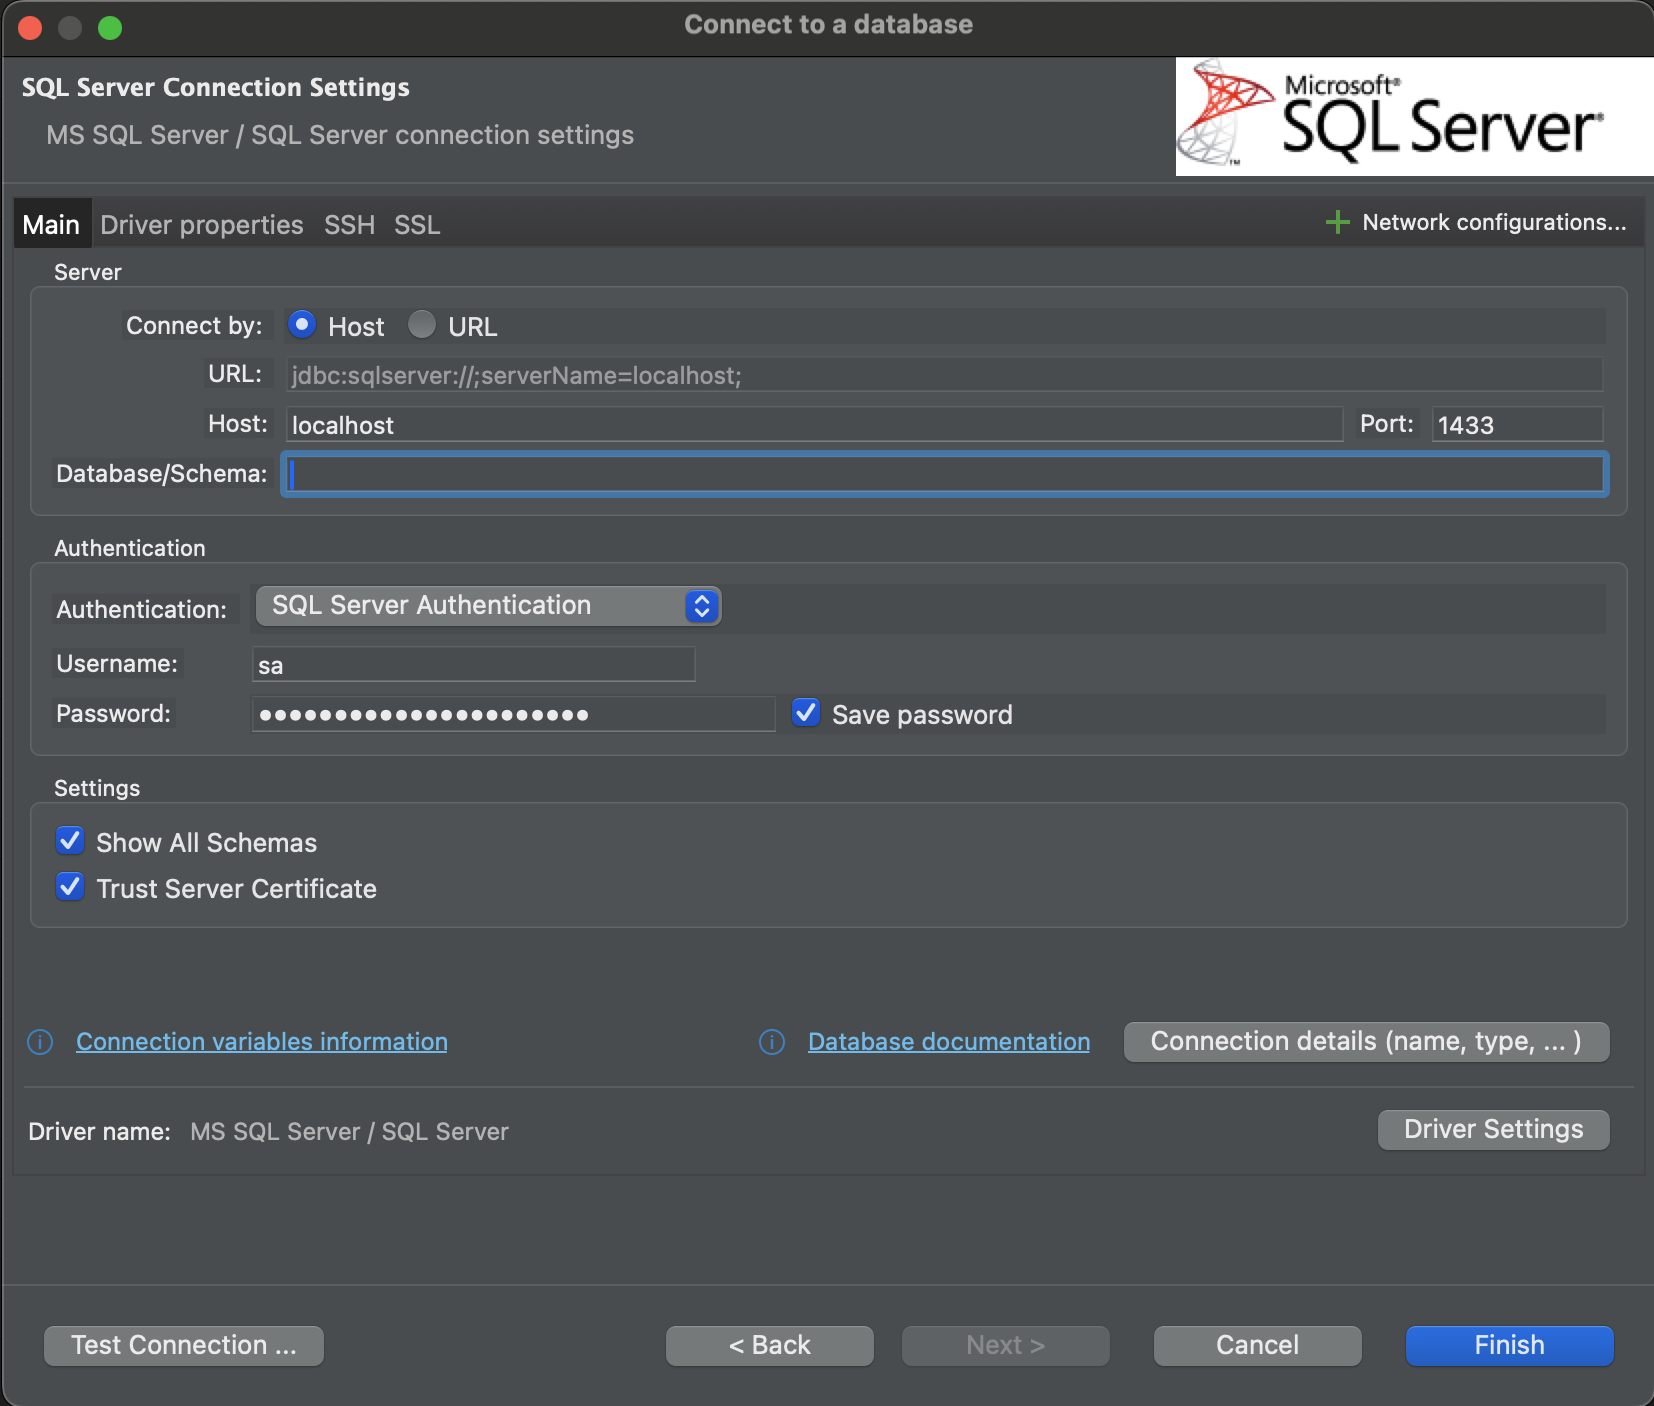 Connect to a database
SQL Server Connection Settings
MS SQL Server / SQL Server connection settings
Microsoft®
SQL Server®
™
Main Driver properties SSH SSL Network configurations...
Server
Connect by: Host URL
URL: jdbc:sqlserver://;serverName=localhost;
Host: localhost Port: 1433
Database/Schema:
Authentication
Authentication: SQL Server Authentication
Username: sa
Password: ●●●●●●●●●●●●●●●●●●●●●● Save password
Settings
Show All Schemas
Trust Server Certificate
Connection variables information Database documentation Connection details (name, type, ... )
Driver name: MS SQL Server / SQL Server Driver Settings
Test Connection ... < Back Next > Cancel Finish